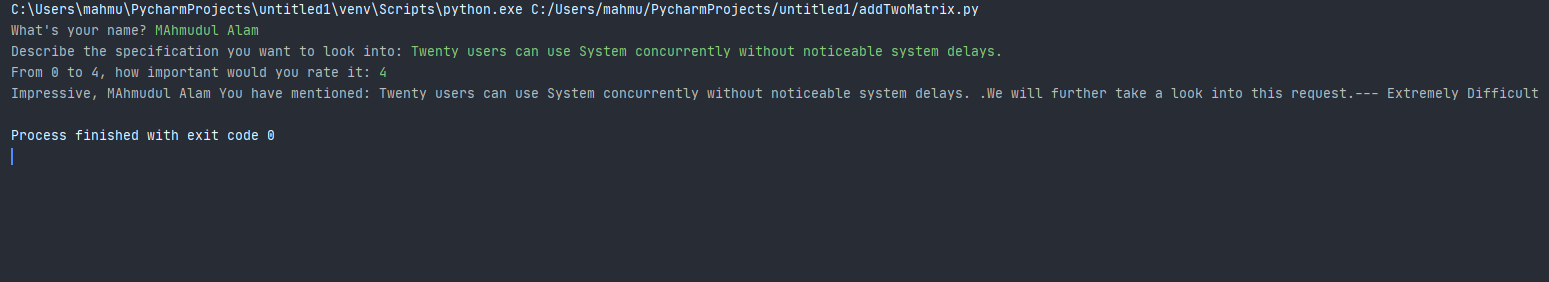 C:\Users\mahmu\PycharmProjects\untitled1\venv\Scripts\python.exe C:/Users/mahmu/PycharmProjects/untitled1/addTwoMatrix.py
What's your name? MAhmudul Alam
Describe the specification you want to look into: Twenty users can use System concurrently without noticeable system delays.
From 0 to 4, how important would you rate it: 4
Impressive, MAhmudul Alam You have mentioned: Twenty users can use System concurrently without noticeable system delays. .We will further take a look into this request.--- Extremely Difficult
Process finished with exit code 0